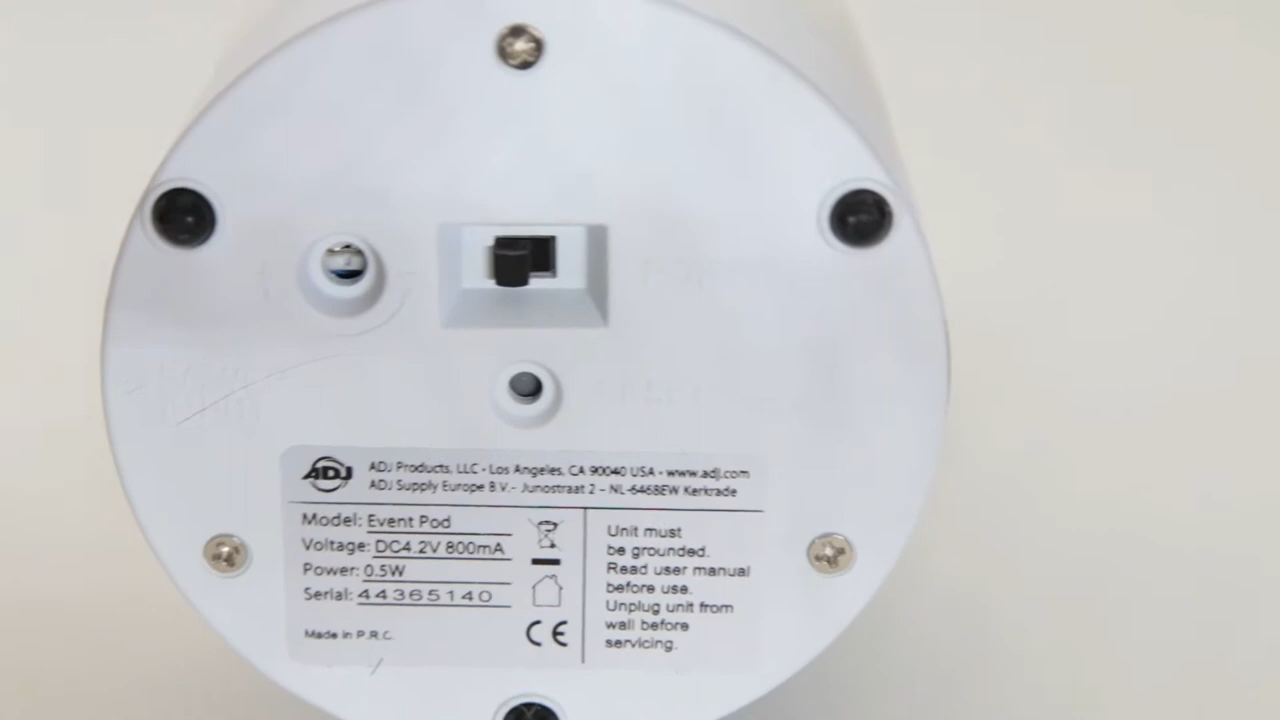 ADJ
ADJ Products, LLC - Los Angeles, CA 90040 USA - www.adj.com
ADJ Supply Europe B.V.- Junostraat 2 – NL-6468EW Kerkrade
Model: Event Pod
Voltage: DC4.2V 800mA
Power: 0.5W
Serial: 44365140
Made in P.R.C.
CE
Unit must
be grounded.
Read user manual
before use.
Unplug unit from
wall before
servicing.